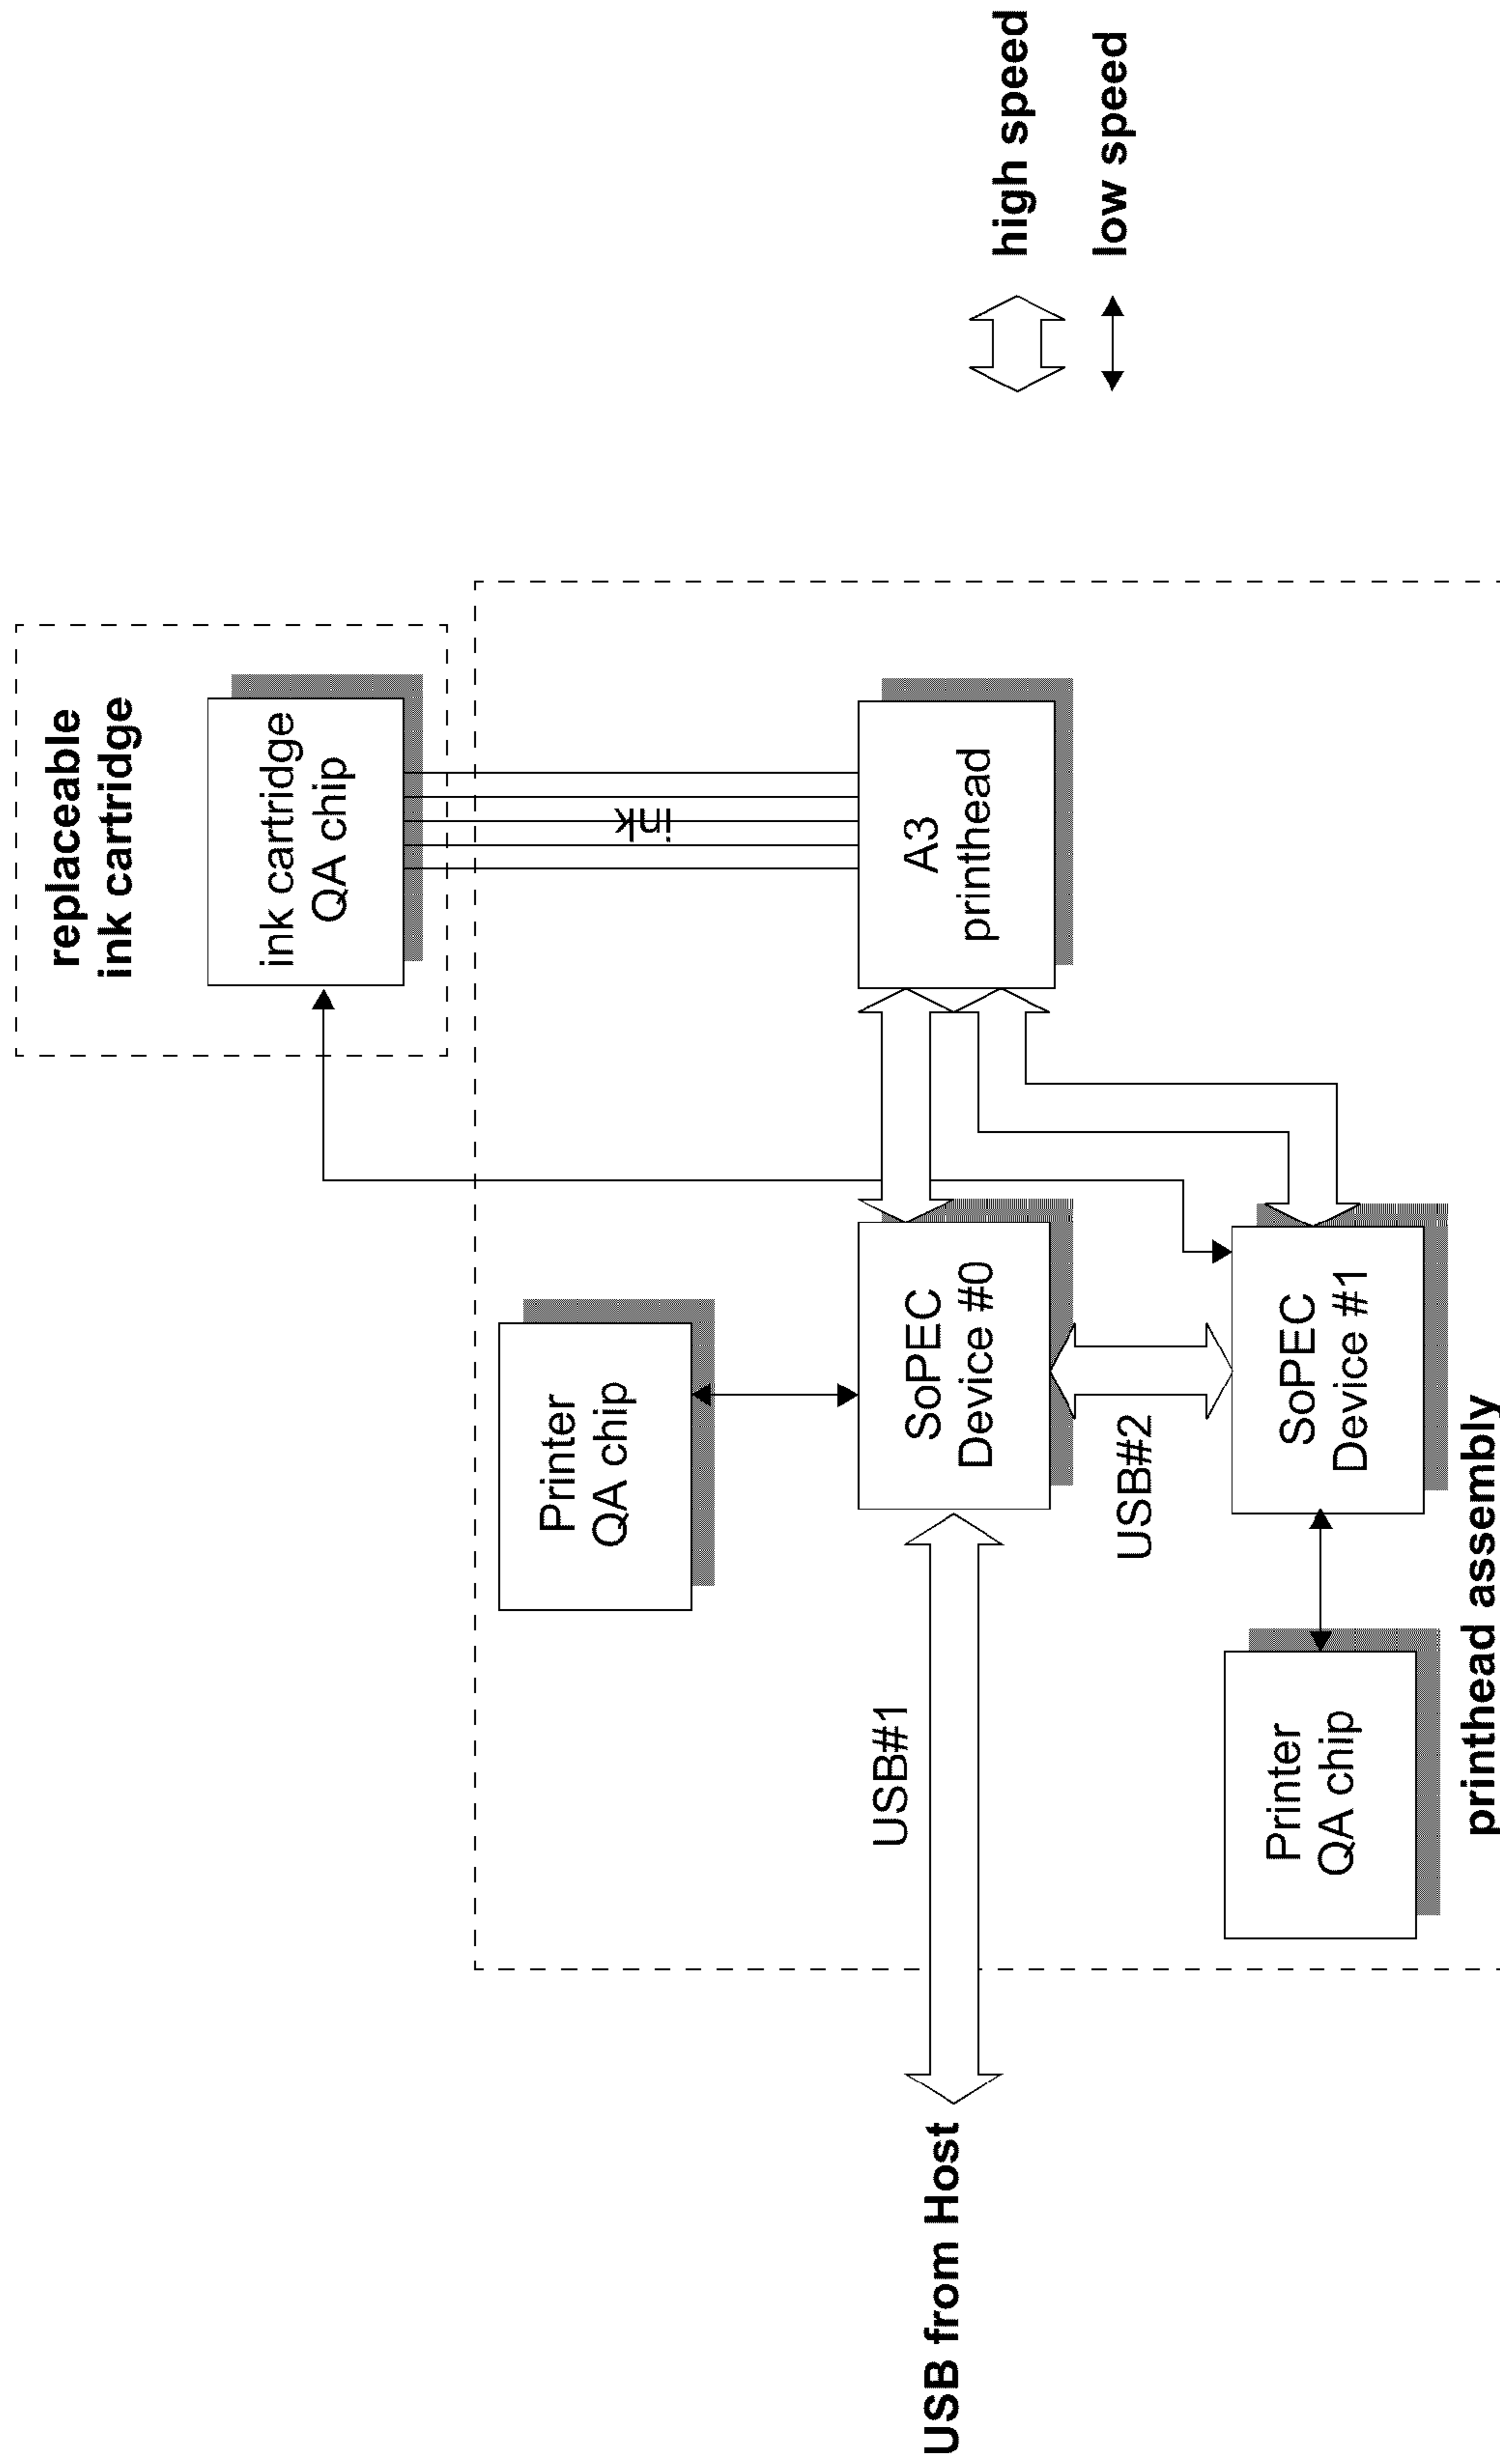 replaceable
ink cartridge
ink cartridge
QA chip
ink
Printer
QA chip
USB#1
SoPEC
Device #0
A3
printhead
high speed
low speed
USB from Host
USB#2
Printer
QA chip
SoPEC
Device #1
printhead assembly